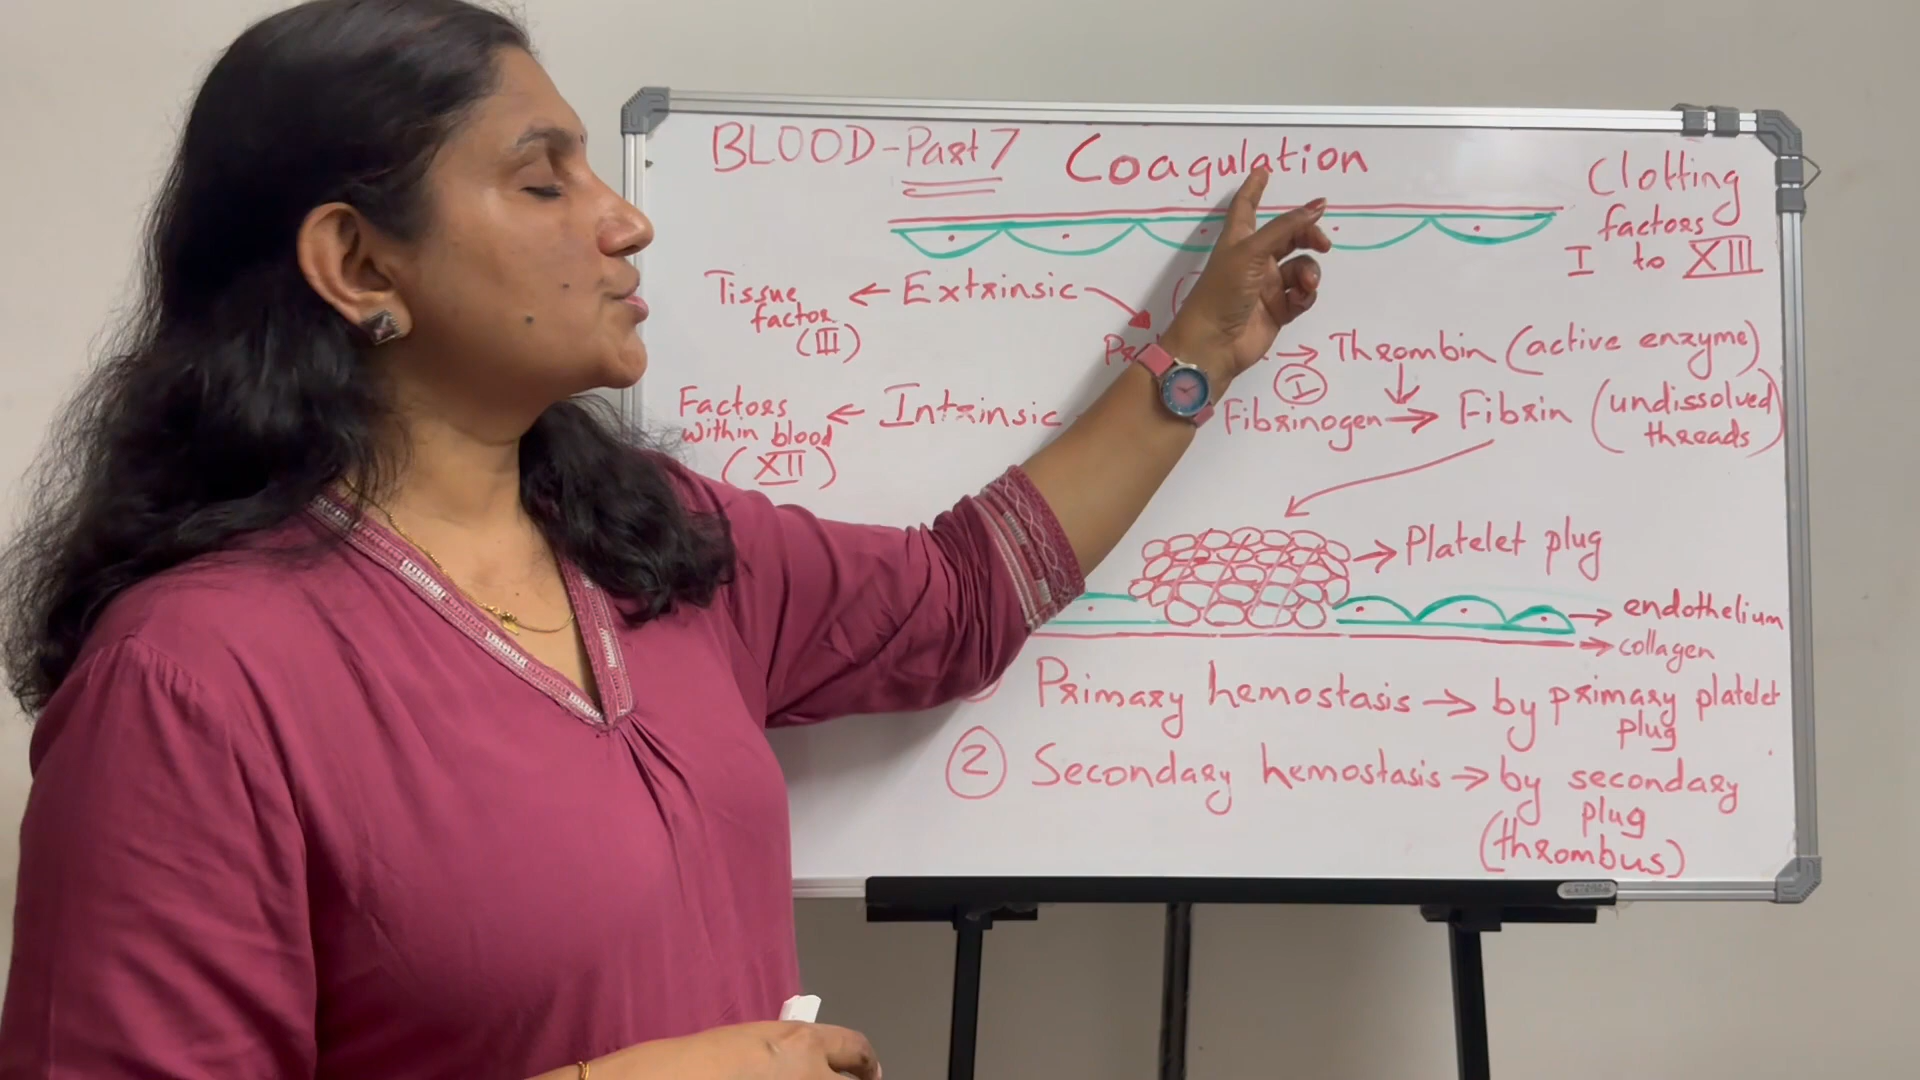 BLOOD - Part 7 Coagulation
Clotting
factors
I to XIII
Tissue
factor
(III)
← Extrinsic
→ Thrombin (active enzyme)
I
Factors
within blood
(XII)
← Intrinsic
Fibrinogen → Fibrin (undissolved
threads)
→ Platelet plug
→ endothelium
→ collagen
Primary hemostasis → by primary platelet
plug
2 Secondary hemostasis → by secondary
plug
(thrombus)